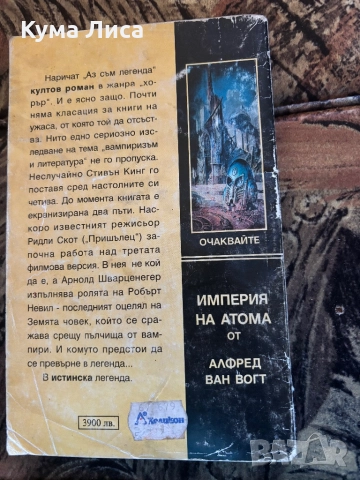 Кума Лиса
Наричат "Аз съм легенда"
култов роман в жанра „хо-
рър". И е ясно защо. Почти
няма класация за книги на
ужаса, от която той да отсъст-
ва. Нито едно сериозно из-
следване на тема „вампиризъм
и литература" не го пропуска.
Неслучайно Стивън Кинг го
поставя сред настолните си
четива. До момента книгата е
екранизирана два пъти. Нас-
коро известният режисьор
Ридли Скот („Пришълец") за-
почна работа над третата
филмова версия. В нея не кой
да е, а Арнолд Шварценегер
изпълнява ролята на Робърт
Невил - последният оцелял на
Земята човек, който се сра-
жава срещу пълчища от вам-
пири. И комуто предстои да
се превърне в легенда...
В истинска легенда.
3900 лв.
Хеликон
ОЧАКВАЙТЕ
ИМПЕРИЯ
НА АТОМА
ОТ
АЛФРЕД
ВАН ВОГТ
BAZAR